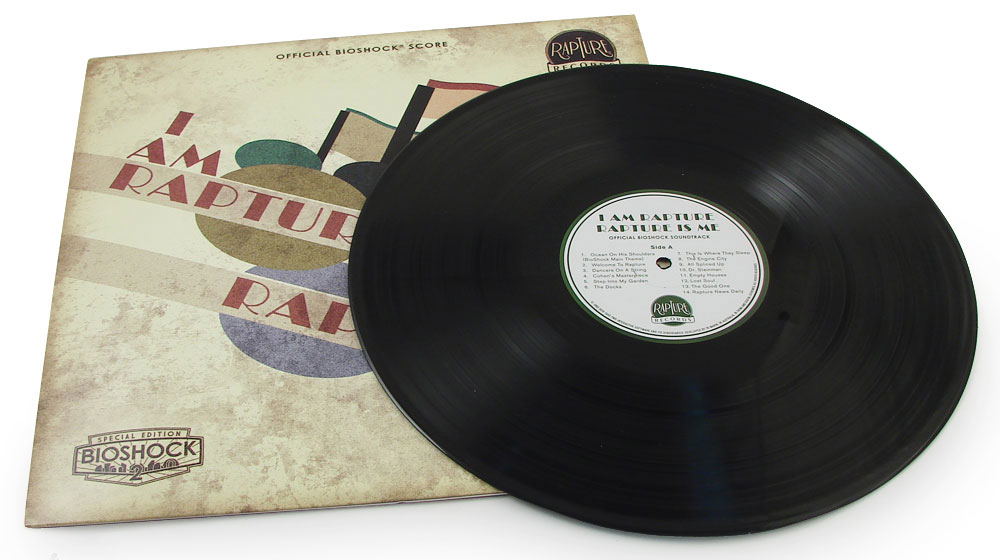 OFFICIAL BIOSHOCK® SCORE
RAPTURE
RECORDS
I
AM
RAPTUR
RAP
SPECIAL EDITION
BIOSHOCK
2
I AM RAPTURE
RAPTURE IS ME
OFFICIAL BIOSHOCK SOUNDTRACK
Side A
1. Ocean On His Shoulders
(BioShock Main Theme)
2. Welcome To Rapture
3. Dancers On A String
4. Cohen's Masterpiece
5. Step Into My Garden
6. The Docks
7. This Is Where They Sleep
8. The Engine City
9. All Spliced Up
10. Dr. Steinman
11. Empty Houses
12. Lost Soul
13. The Good One
14. Rapture News Daily
RAPTURE
RECORDS